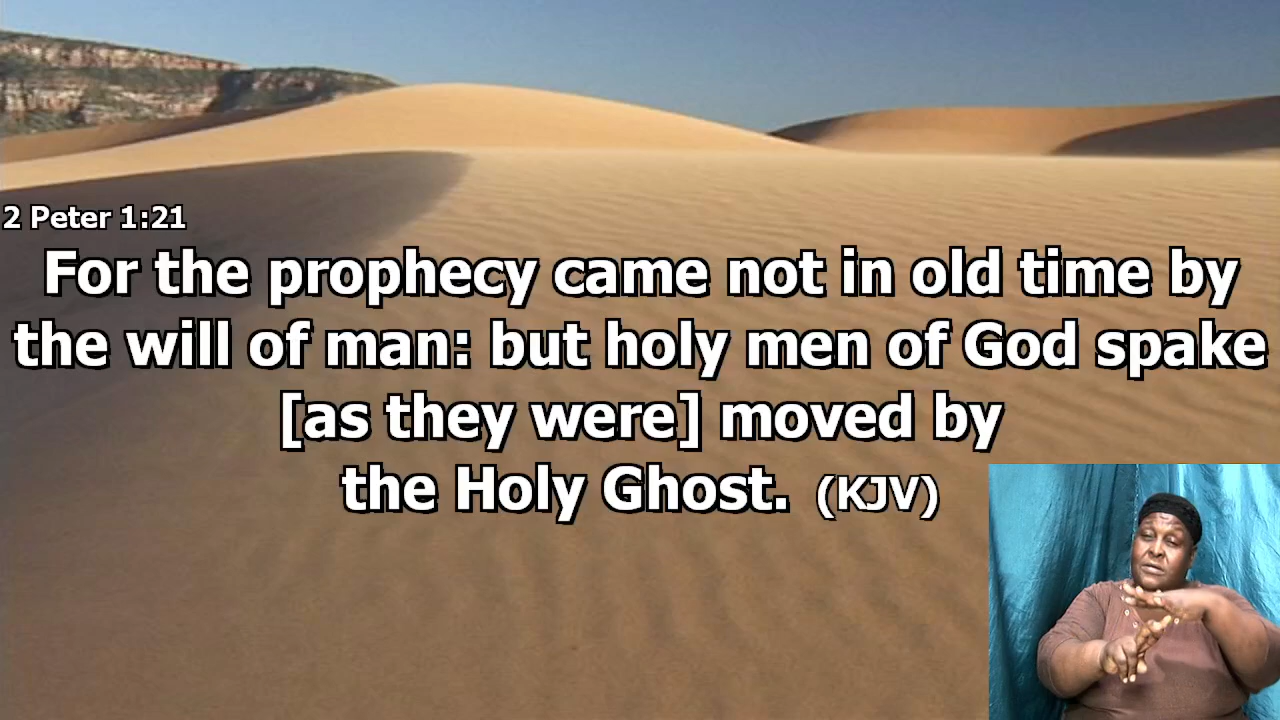 2 Peter 1:21
For the prophecy came not in old time by
the will of man: but holy men of God spake
[as they were] moved by
the Holy Ghost. (KJV)